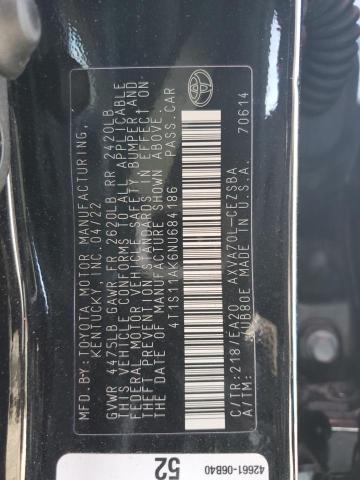 MFD.BY: TOYOTA MOTOR MANUFACTURING,
KENTUCKY, INC. 04/22
GVWR 4475LB GAWR FR 2620LB RR 2420LB
THIS VEHICLE CONFORMS TO ALL APPLICABLE
FEDERAL MOTOR VEHICLE SAFETY, BUMPER, AND
THEFT PREVENTION STANDARDS IN EFFECT ON
THE DATE OF MANUFACTURE SHOWN ABOVE.
4T1S11AK6NU684186 PASS.CAR
C/TR:218/EA20 AXVA70L-CEZSBA
A/TM: /UB80E MADE IN U.S.A. 70614
52
42661-06B40